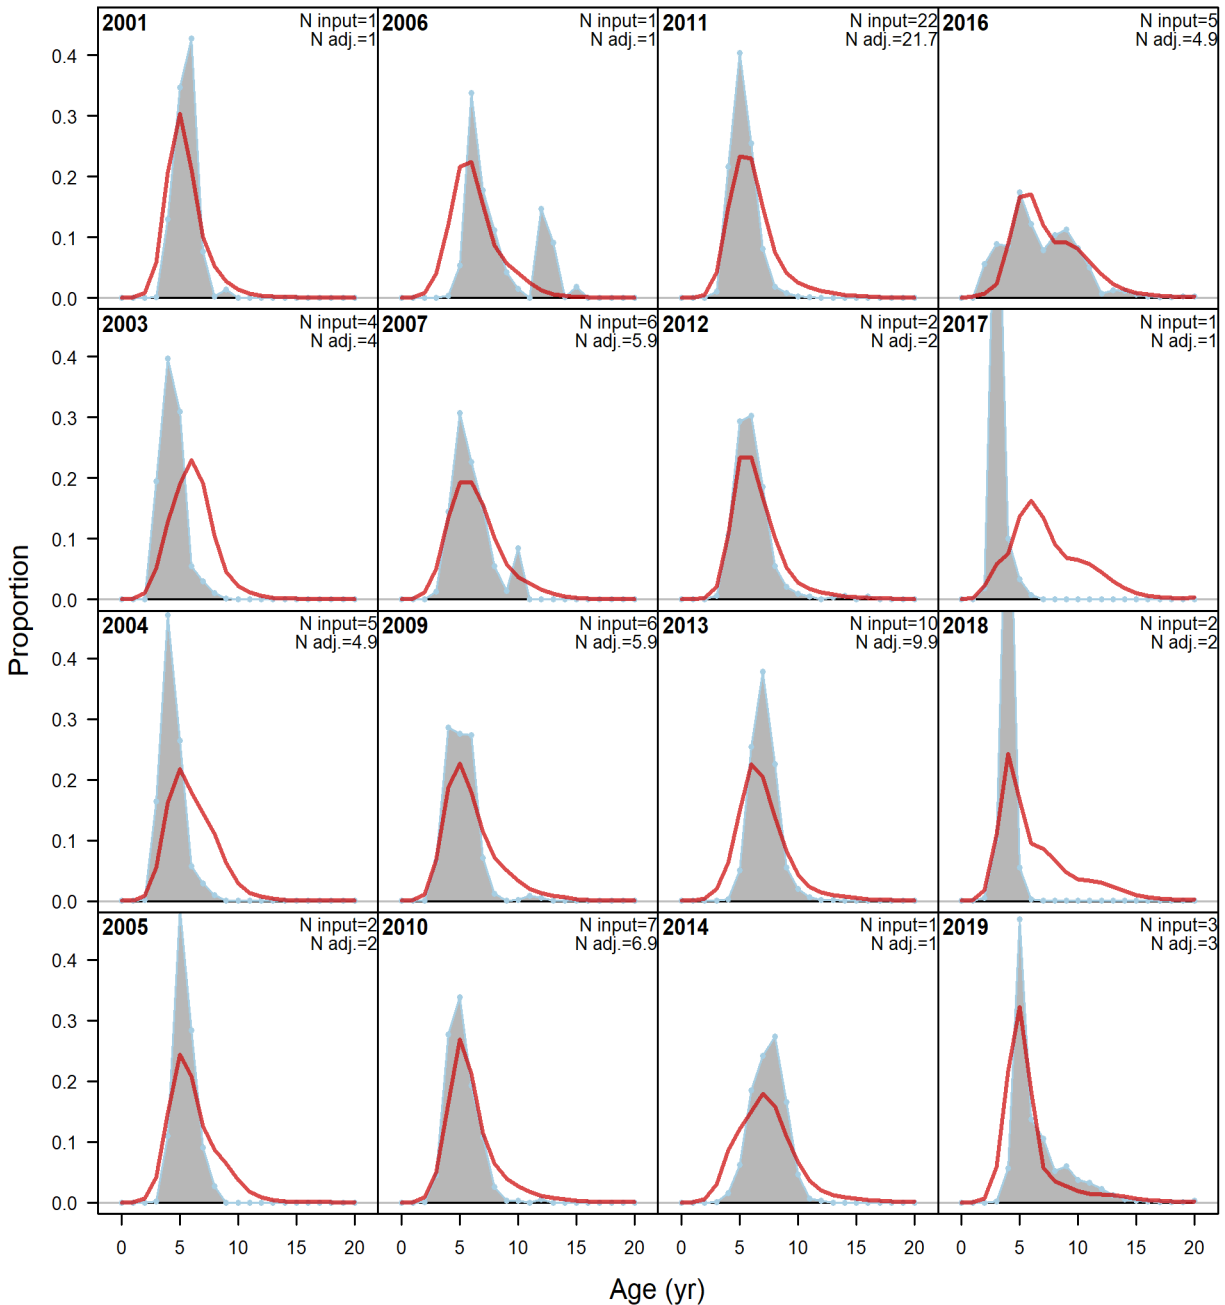 2001 N input=1
N adj.=1
2006 N input=1
N adj.=1
2011 N input=22
N adj.=21.7
2016 N input=5
N adj.=4.9
0.4
0.3
0.2
0.1
0.0
2003 N input=4
N adj.=4
2007 N input=6
N adj.=5.9
2012 N input=2
N adj.=2
2017 N input=1
N adj.=1
0.4
0.3
0.2
0.1
0.0
2004 N input=5
N adj.=4.9
2009 N input=6
N adj.=5.9
2013 N input=10
N adj.=9.9
2018 N input=2
N adj.=2
0.4
0.3
0.2
0.1
0.0
2005 N input=2
N adj.=2
2010 N input=7
N adj.=6.9
2014 N input=1
N adj.=1
2019 N input=3
N adj.=3
0.4
0.3
0.2
0.1
0.0
0 5 10 15 20 0 5 10 15 20 0 5 10 15 20 0 5 10 15 20
Proportion
Age (yr)